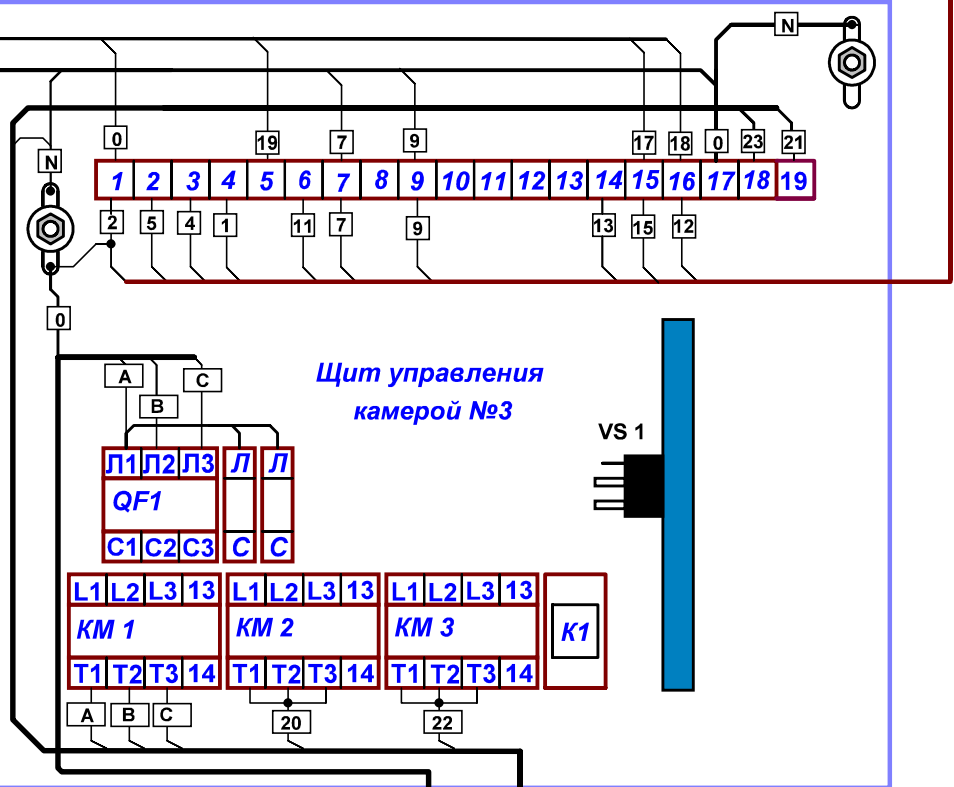 N
0 19 7 9 17 18 0 23 21
N
1 2 3 4 5 6 7 8 9 10 11 12 13 14 15 16 17 18 19
2 5 4 1 11 7 9 13 15 12
0
A B C
Щит управления
камерой №3
VS 1
Л1 Л2 Л3 Л Л
QF1
С1 С2 С3 С С
L1 L2 L3 13 L1 L2 L3 13 L1 L2 L3 13
КМ 1 КМ 2 КМ 3 К1
Т1 Т2 Т3 14 Т1 Т2 Т3 14 Т1 Т2 Т3 14
A B C 20 22